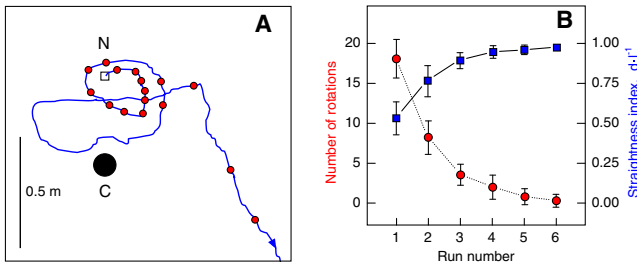 A
N
C
0.5 m
B
Number of rotations
20
15
10
5
0
1.00
0.75
0.50
0.25
0.00
Straightness index, d·l⁻¹
1 2 3 4 5 6
Run number